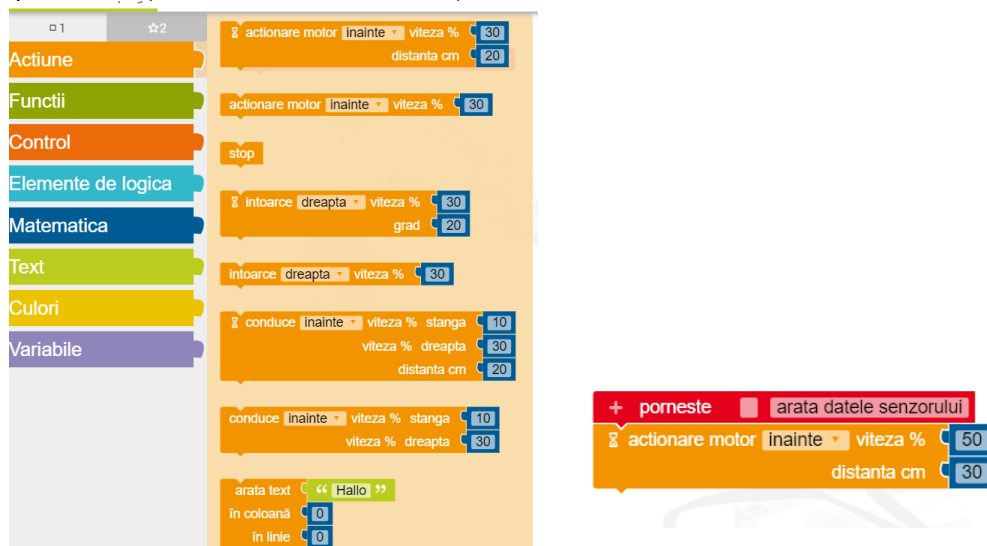 1
2
Actiune
Functii
Control
Elemente de logica
Matematica
Text
Culori
Variabile
actionare motor inainte viteza % 30
distanta cm 20
actionare motor inainte viteza % 30
stop
intoarce dreapta viteza % 30
grad 20
intoarce dreapta viteza % 30
conduce inainte viteza % stanga 10
viteza % dreapta 30
distanta cm 20
conduce inainte viteza % stanga 10
viteza % dreapta 30
arata text “ Hallo ”
în coloană 0
în linie 0
+ porneste arata datele senzorului
actionare motor inainte viteza % 50
distanta cm 30